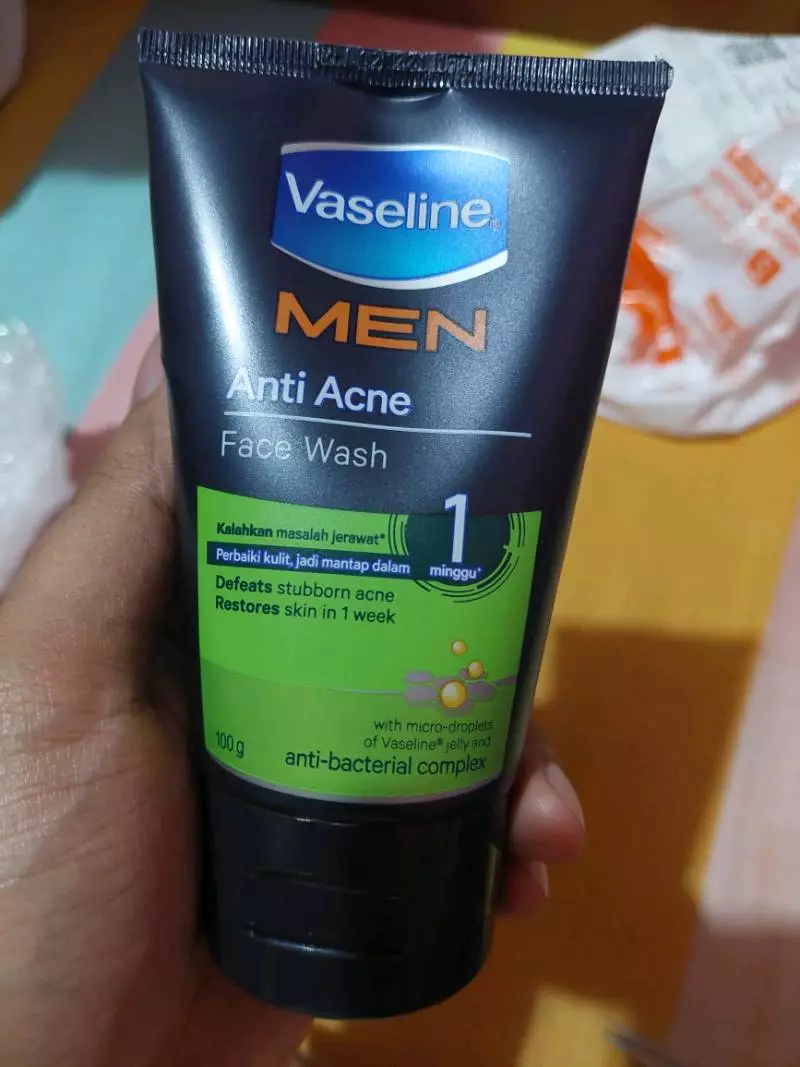 Vaseline®
MEN
Anti Acne
Face Wash
Kalahkan masalah jerawat*
Perbaiki kulit, jadi mantap dalam
1
minggu*
Defeats stubborn acne
Restores skin in 1 week
with micro-droplets
of Vaseline® jelly and
anti-bacterial complex
100 g